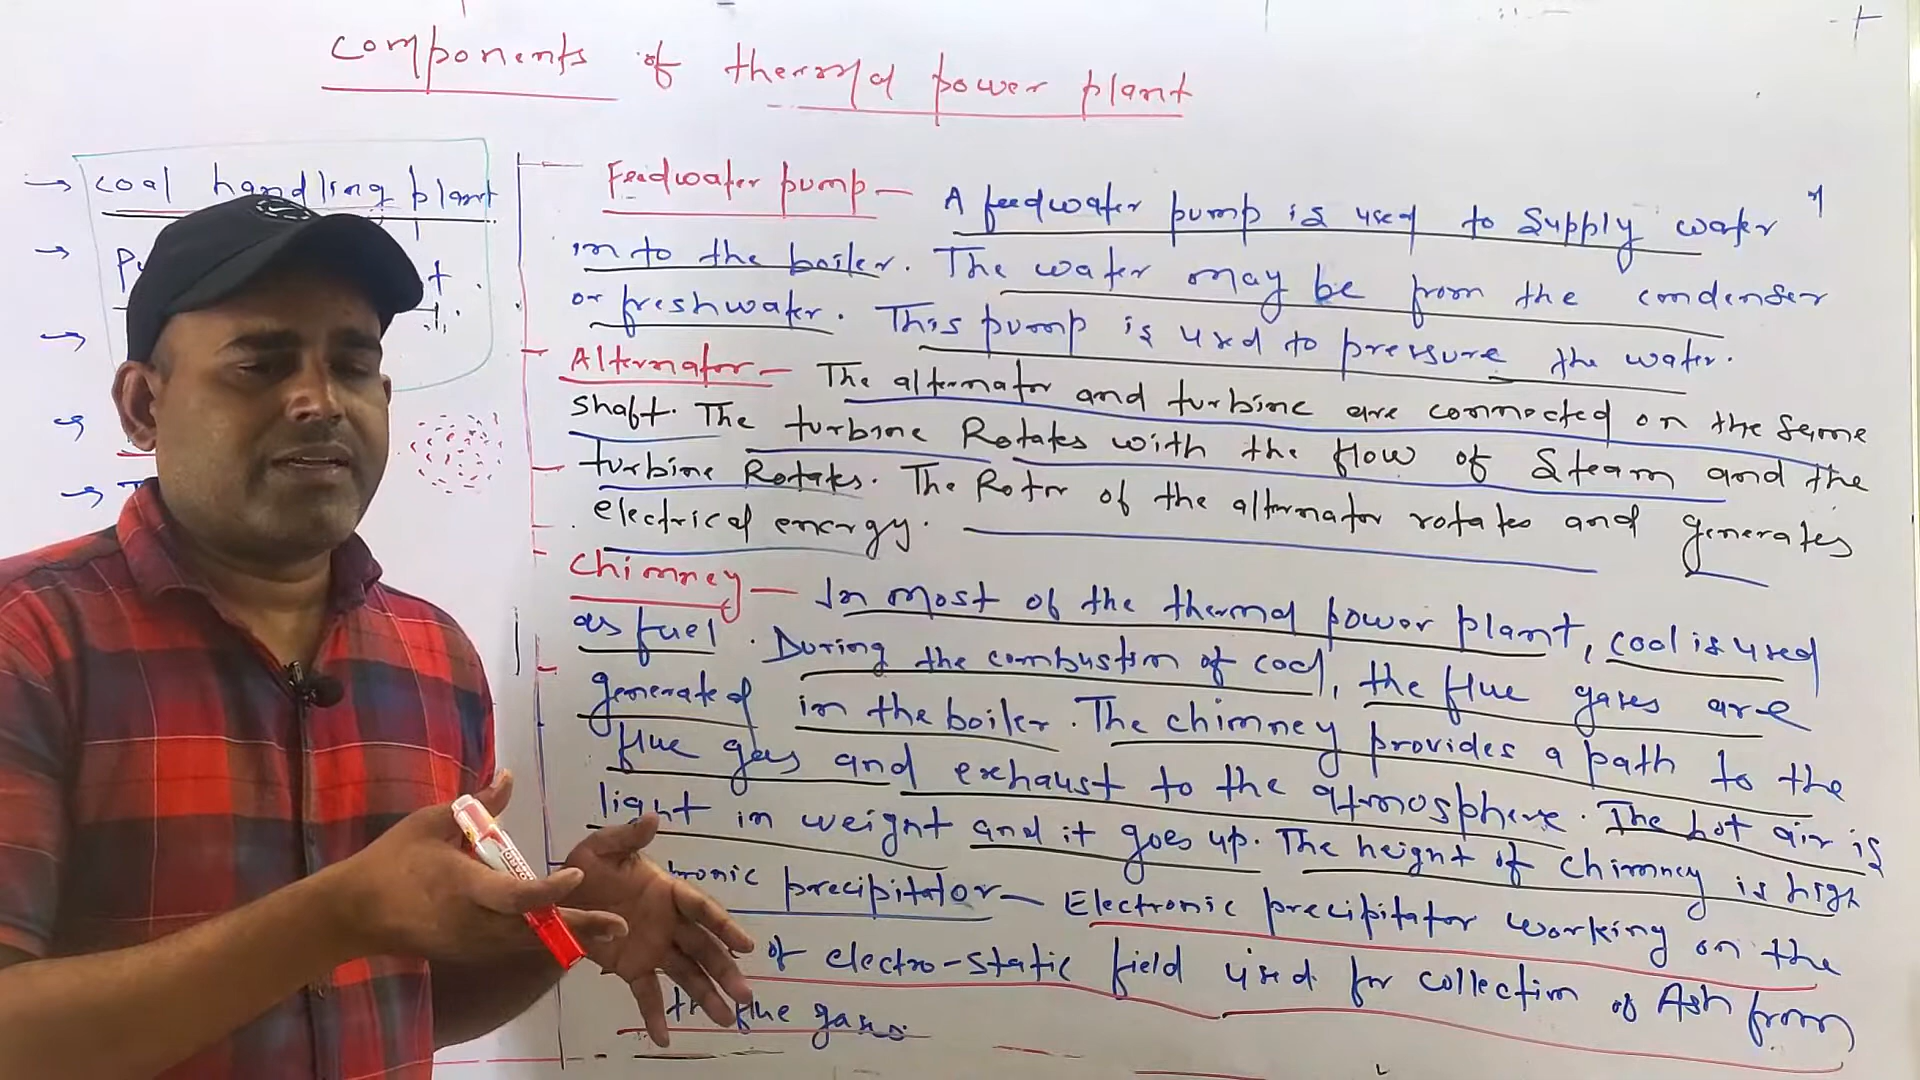 Components of thermal power plant
→ coal handling plant
→
→
→
→
Feedwater pump — A feedwater pump is used to supply water
in to the boiler. The water may be from the condenser
or freshwater. This pump is used to pressure the water.
Alternator — The alternator and turbine are connected on the same
shaft. The turbine Rotates with the flow of steam and the
turbine Rotates. The Rotor of the alternator rotates and generates
electrical energy.
Chimney — In most of the thermal power plant, coal is used
as fuel. During the combustion of coal, the flue gases are
generated in the boiler. The chimney provides a path to the
flue gas and exhaust to the atmosphere. The hot air is
light in weight and it goes up. The height of chimney is high
ronic precipitator — Electronic precipitator working on the
of electro-static field used for collection of Ash from
the flue gases